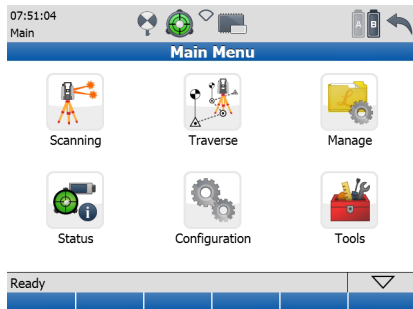 07:51:04
Main
A B
Main Menu
Scanning Traverse Manage
Status Configuration Tools
Ready